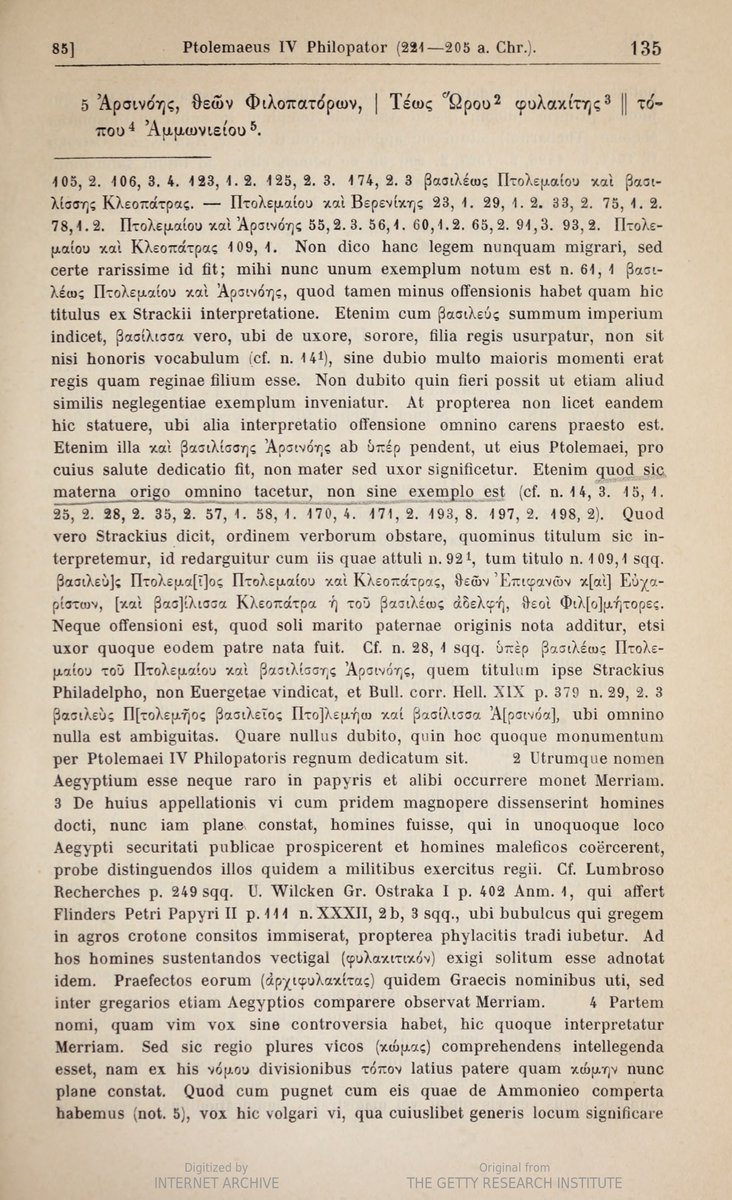 85] Ptolemaeus IV Philopator (221—205 a. Chr.). 135
5 Ἀρσινόης, θεῶν Φιλοπατόρων, | Τέως Ὥρου² φυλακίτης³ || τό-
που⁴ Ἀμμωνιείου⁵.
105, 2. 106, 3. 4. 123, 1. 2. 125, 2. 3. 174, 2. 3 βασιλέως Πτολεμαίου καὶ βασι-
λίσσης Κλεοπάτρας. — Πτολεμαίου καὶ Βερενίκης 23, 1. 29, 1. 2. 33, 2. 75, 1. 2.
78, 1. 2. Πτολεμαίου καὶ Ἀρσινόης 55, 2. 3. 56, 1. 60, 1. 2. 65, 2. 91, 3. 93, 2. Πτολε-
μαίου καὶ Κλεοπάτρας 109, 1. Non dico hanc legem nunquam migrari, sed
certe rarissime id fit; mihi nunc unum exemplum notum est n. 61, 1 βασι-
λέως Πτολεμαίου καὶ Ἀρσινόης, quod tamen minus offensionis habet quam hic
titulus ex Strackii interpretatione. Etenim cum βασιλεύς summum imperium
indicet, βασίλισσα vero, ubi de uxore, sorore, filia regis usurpatur, non sit
nisi honoris vocabulum (cf. n. 14¹), sine dubio multo maioris momenti erat
regis quam reginae filium esse. Non dubito quin fieri possit ut etiam aliud
similis neglegentiae exemplum inveniatur. At propterea non licet eandem
hic statuere, ubi alia interpretatio offensione omnino carens praesto est.
Etenim illa καὶ βασιλίσσης Ἀρσινόης ab ὑπέρ pendent, ut eius Ptolemaei, pro
cuius salute dedicatio fit, non mater sed uxor significetur. Etenim quod sic
materna origo omnino tacetur, non sine exemplo est (cf. n. 14, 3. 15, 1.
25, 2. 28, 2. 35, 2. 57, 1. 58, 1. 170, 4. 171, 2. 193, 8. 197, 2. 198, 2). Quod
vero Strackius dicit, ordinem verborum obstare, quominus titulum sic in-
terpretemur, id redarguitur cum iis quae attuli n. 92¹, tum titulo n. 109, 1 sqq.
βασιλεὺ]ς Πτολεμα[ῖ]ος Πτολεμαίου καὶ Κλεοπάτρας, θεῶν Ἐπιφανῶν κ[αὶ] Εὐχα-
ρίστων, [καὶ βασ]ίλισσα Κλεοπάτρα ἡ τοῦ βασιλέως ἀδελφή, θεοὶ Φιλ[ο]μήτορες.
Neque offensioni est, quod soli marito paternae originis nota additur, etsi
uxor quoque eodem patre nata fuit. Cf. n. 28, 1 sqq. ὑπὲρ βασιλέως Πτολε-
μαίου τοῦ Πτολεμαίου καὶ βασιλίσσης Ἀρσινόης, quem titulum ipse Strackius
Philadelpho, non Euergetae vindicat, et Bull. corr. Hell. XIX p. 379 n. 29, 2. 3
βασιλεὺς Π[τολεμῆος βασιλεῖος Πτο]λεμήω καί βασίλισσα Ἀ[ρσινόα], ubi omnino
nulla est ambiguitas. Quare nullus dubito, quin hoc quoque monumentum
per Ptolemaei IV Philopatoris regnum dedicatum sit. 2 Utrumque nomen
Aegyptium esse neque raro in papyris et alibi occurrere monet Merriam.
3 De huius appellationis vi cum pridem magnopere dissenserint homines
docti, nunc iam plane constat, homines fuisse, qui in unoquoque loco
Aegypti securitati publicae prospicerent et homines maleficos coërcerent,
probe distinguendos illos quidem a militibus exercitus regii. Cf. Lumbroso
Recherches p. 249 sqq. U. Wilcken Gr. Ostraka I p. 402 Anm. 1, qui affert
Flinders Petri Papyri II p. 111 n. XXXII, 2b, 3 sqq., ubi bubulcus qui gregem
in agros crotone consitos immiserat, propterea phylacitis tradi iubetur. Ad
hos homines sustentandos vectigal (φυλακιτικόν) exigi solitum esse adnotat
idem. Praefectos eorum (ἀρχιφυλακίτας) quidem Graecis nominibus uti, sed
inter gregarios etiam Aegyptios comparere observat Merriam. 4 Partem
nomi, quam vim vox sine controversia habet, hic quoque interpretatur
Merriam. Sed sic regio plures vicos (κώμας) comprehendens intellegenda
esset, nam ex his νόμου divisionibus τόπον latius patere quam κώμην nunc
plane constat. Quod cum pugnet cum eis quae de Ammonieo comperta
habemus (not. 5), vox hic volgari vi, qua cuiuslibet generis locum significare
Digitized by
INTERNET ARCHIVE
Original from
THE GETTY RESEARCH INSTITUTE